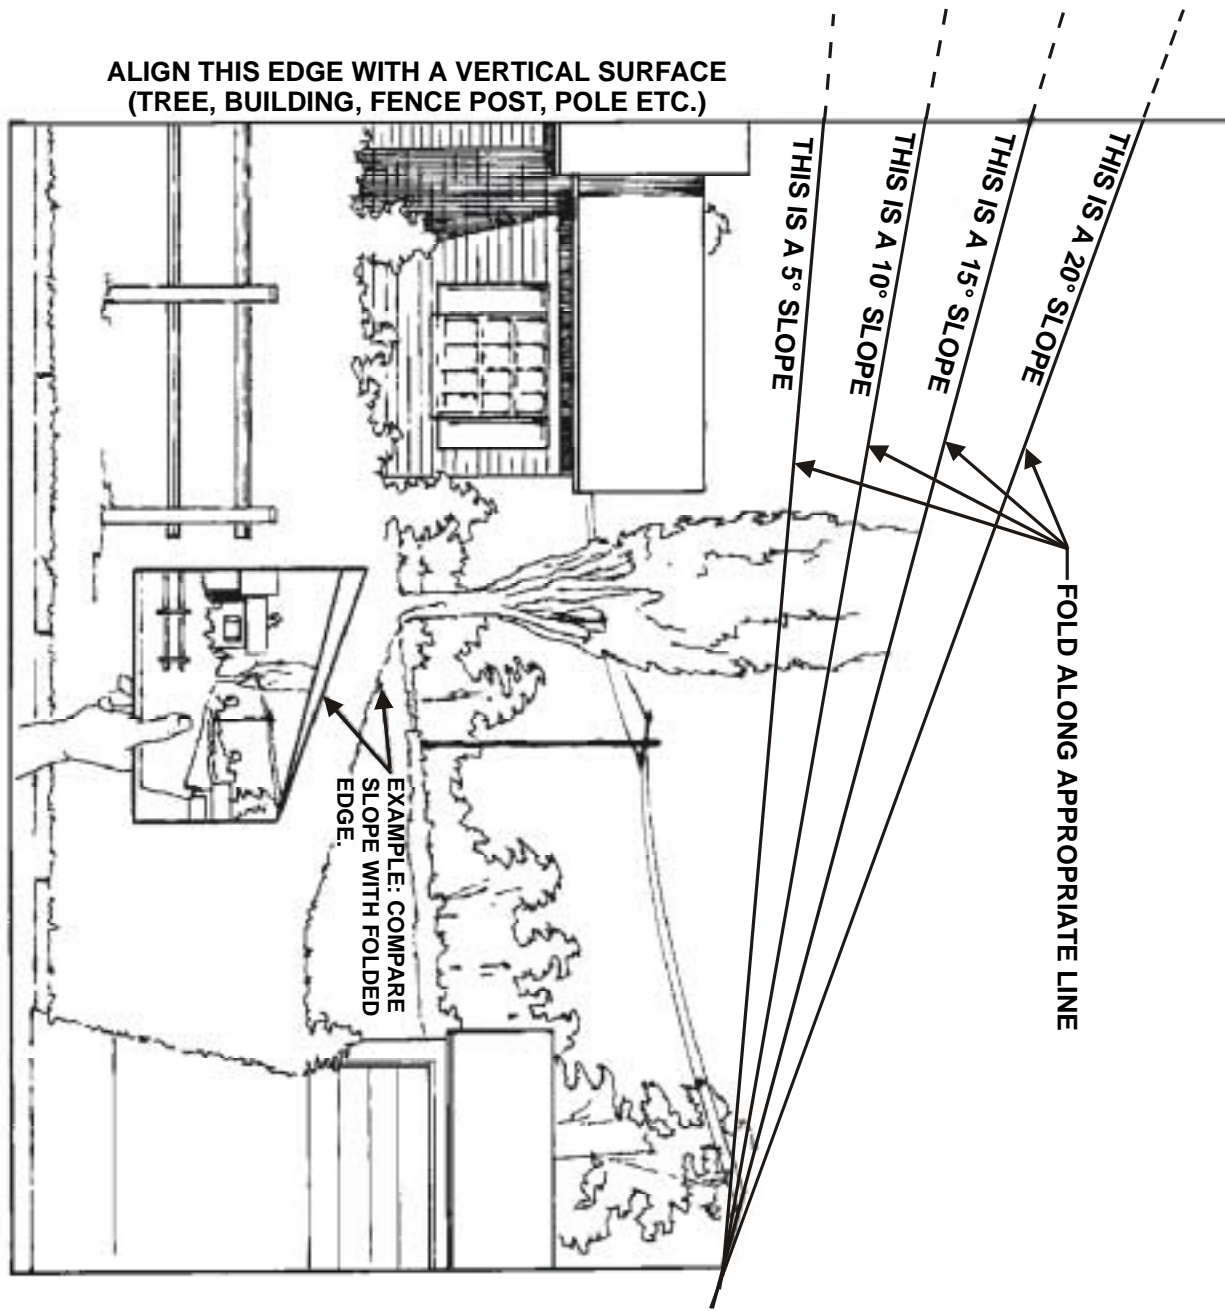 ALIGN THIS EDGE WITH A VERTICAL SURFACE
(TREE, BUILDING, FENCE POST, POLE ETC.)
THIS IS A 5° SLOPE
THIS IS A 10° SLOPE
THIS IS A 15° SLOPE
THIS IS A 20° SLOPE
FOLD ALONG APPROPRIATE LINE
EXAMPLE: COMPARE
SLOPE WITH FOLDED
EDGE.